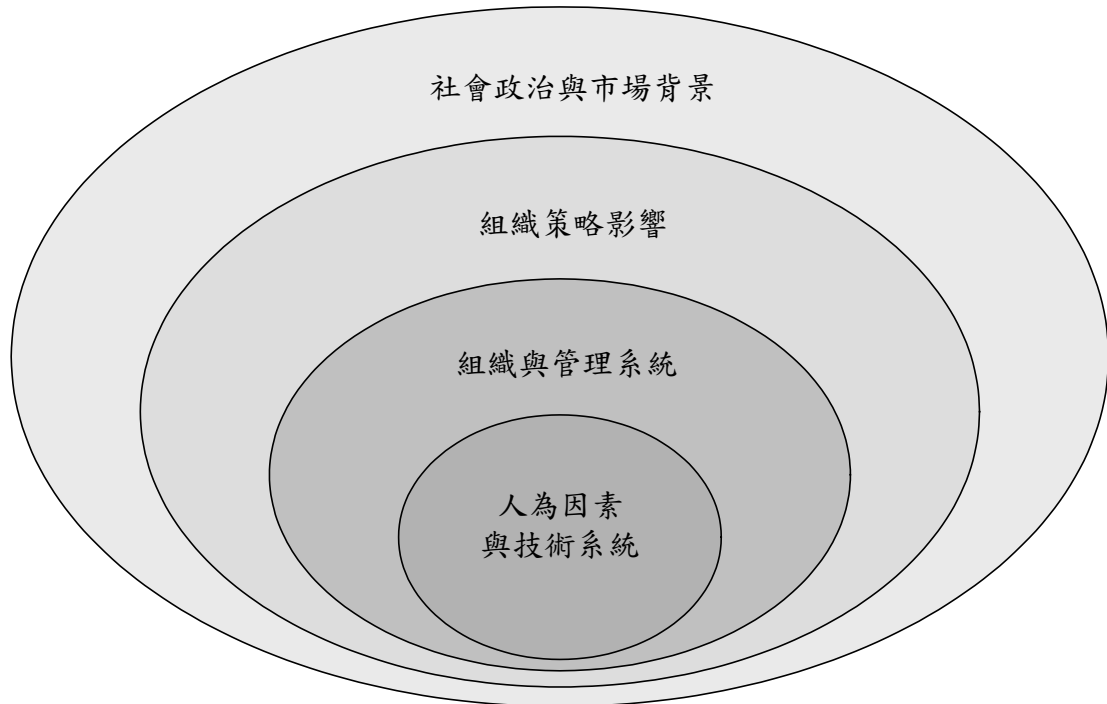 社會政治與市場背景
組織策略影響
組織與管理系統
人為因素
與技術系統